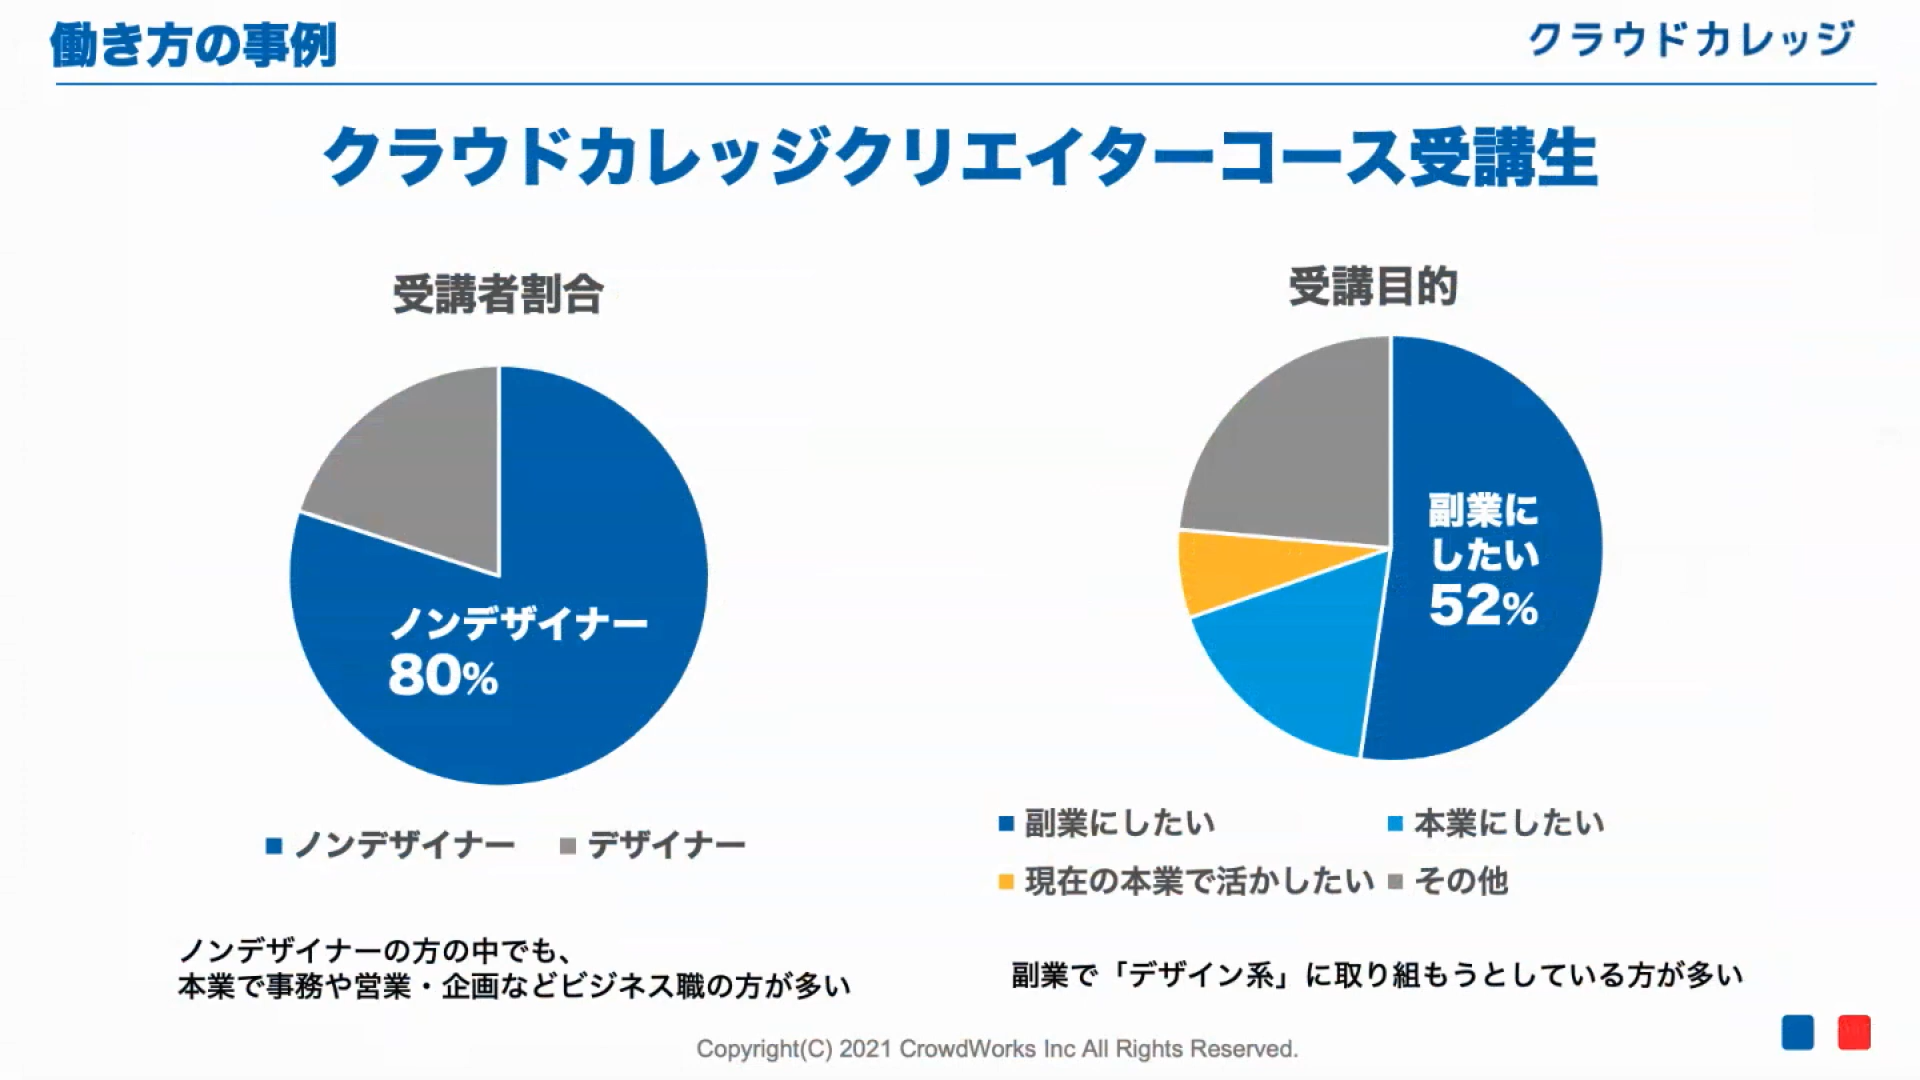 働き方の事例
クラウドカレッジ
クラウドカレッジクリエイターコース受講生
受講者割合
ノンデザイナー
80%
ノンデザイナー
デザイナー
ノンデザイナーの方の中でも、
本業で事務や営業・企画などビジネス職の方が多い
受講目的
副業に
したい
52%
副業にしたい
本業にしたい
現在の本業で活かしたい
その他
副業で「デザイン系」に取り組もうとしている方が多い
Copyright(C) 2021 CrowdWorks Inc All Rights Reserved.